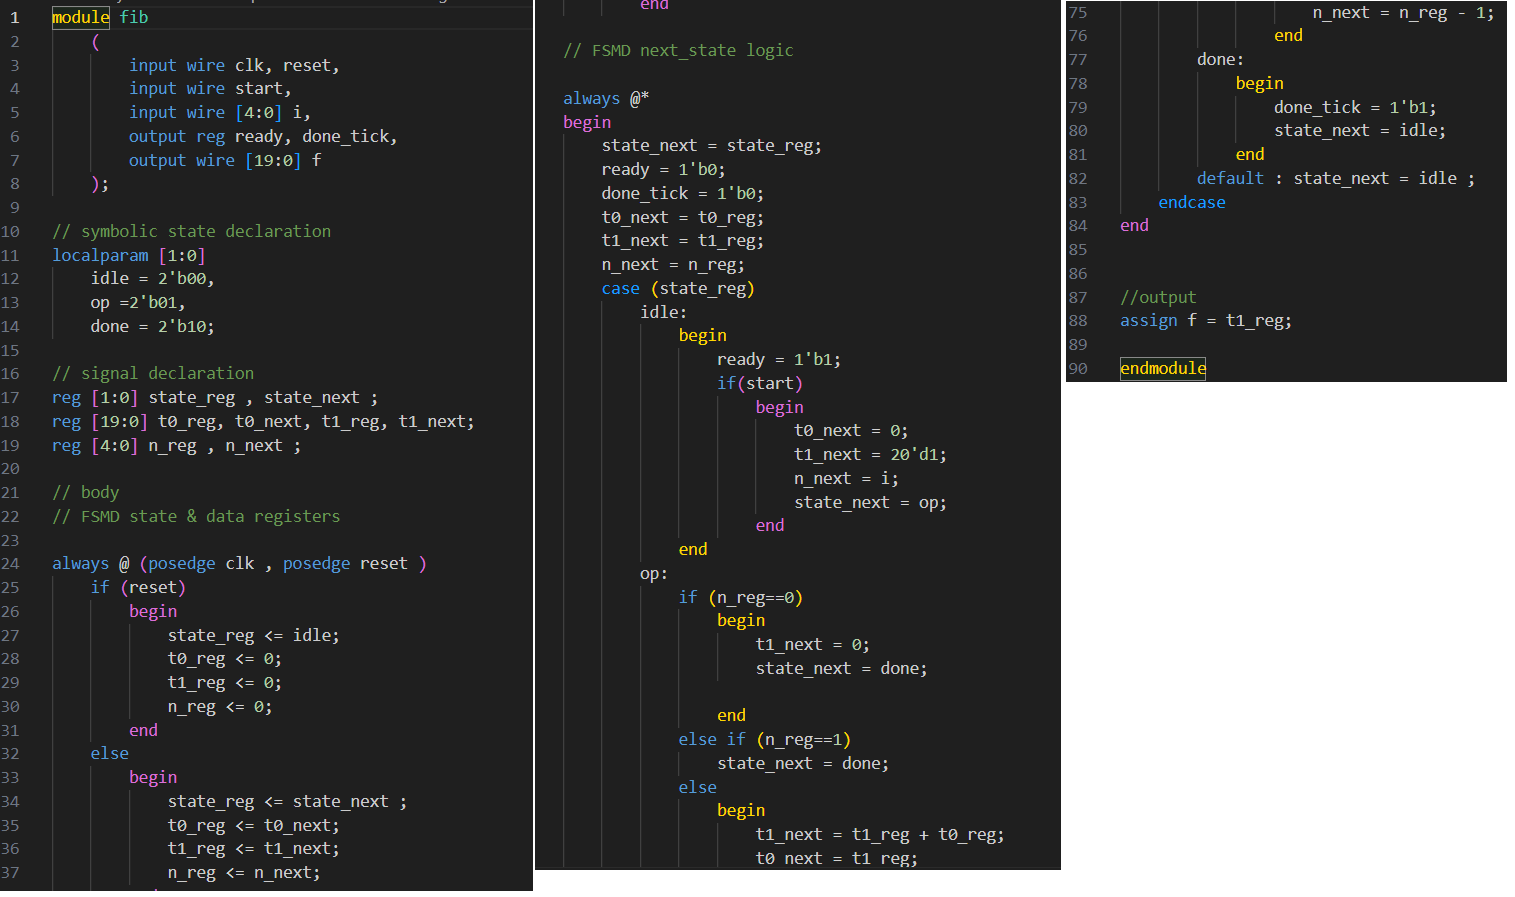 1 module fib
2 (
3 input wire clk, reset,
4 input wire start,
5 input wire [4:0] i,
6 output reg ready, done_tick,
7 output wire [19:0] f
8 );
9
10 // symbolic state declaration
11 localparam [1:0]
12 idle = 2'b00,
13 op =2'b01,
14 done = 2'b10;
15
16 // signal declaration
17 reg [1:0] state_reg , state_next ;
18 reg [19:0] t0_reg, t0_next, t1_reg, t1_next;
19 reg [4:0] n_reg , n_next ;
20
21 // body
22 // FSMD state & data registers
23
24 always @ (posedge clk , posedge reset )
25 if (reset)
26 begin
27 state_reg <= idle;
28 t0_reg <= 0;
29 t1_reg <= 0;
30 n_reg <= 0;
31 end
32 else
33 begin
34 state_reg <= state_next ;
35 t0_reg <= t0_next;
36 t1_reg <= t1_next;
37 n_reg <= n_next;
end
// FSMD next_state logic
always @*
begin
state_next = state_reg;
ready = 1'b0;
done_tick = 1'b0;
t0_next = t0_reg;
t1_next = t1_reg;
n_next = n_reg;
case (state_reg)
idle:
begin
ready = 1'b1;
if(start)
begin
t0_next = 0;
t1_next = 20'd1;
n_next = i;
state_next = op;
end
end
op:
if (n_reg==0)
begin
t1_next = 0;
state_next = done;
end
else if (n_reg==1)
state_next = done;
else
begin
t1_next = t1_reg + t0_reg;
t0_next = t1_reg;
75 n_next = n_reg - 1;
76 end
77 done:
78 begin
79 done_tick = 1'b1;
80 state_next = idle;
81 end
82 default : state_next = idle ;
83 endcase
84 end
85
86
87 //output
88 assign f = t1_reg;
89
90 endmodule